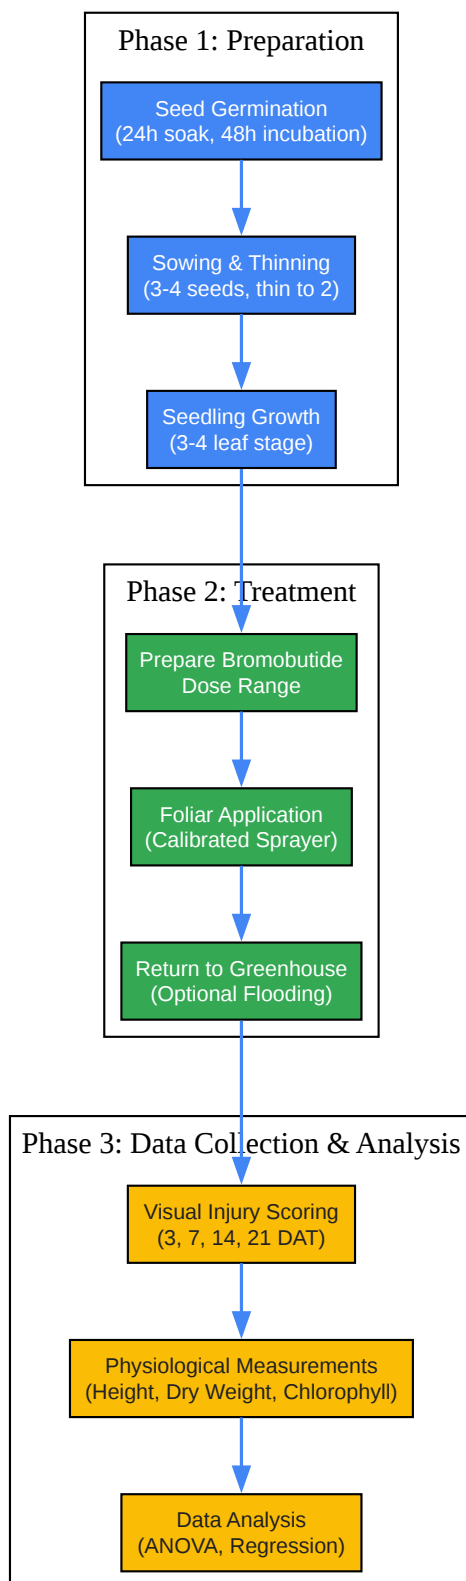 Phase 1: Preparation
Seed Germination
(24h soak, 48h incubation)
Sowing & Thinning
(3-4 seeds, thin to 2)
Seedling Growth
(3-4 leaf stage)
Phase 2: Treatment
Prepare Bromobutide
Dose Range
Foliar Application
(Calibrated Sprayer)
Return to Greenhouse
(Optional Flooding)
Phase 3: Data Collection & Analysis
Visual Injury Scoring
(3, 7, 14, 21 DAT)
Physiological Measurements
(Height, Dry Weight, Chlorophyll)
Data Analysis
(ANOVA, Regression)